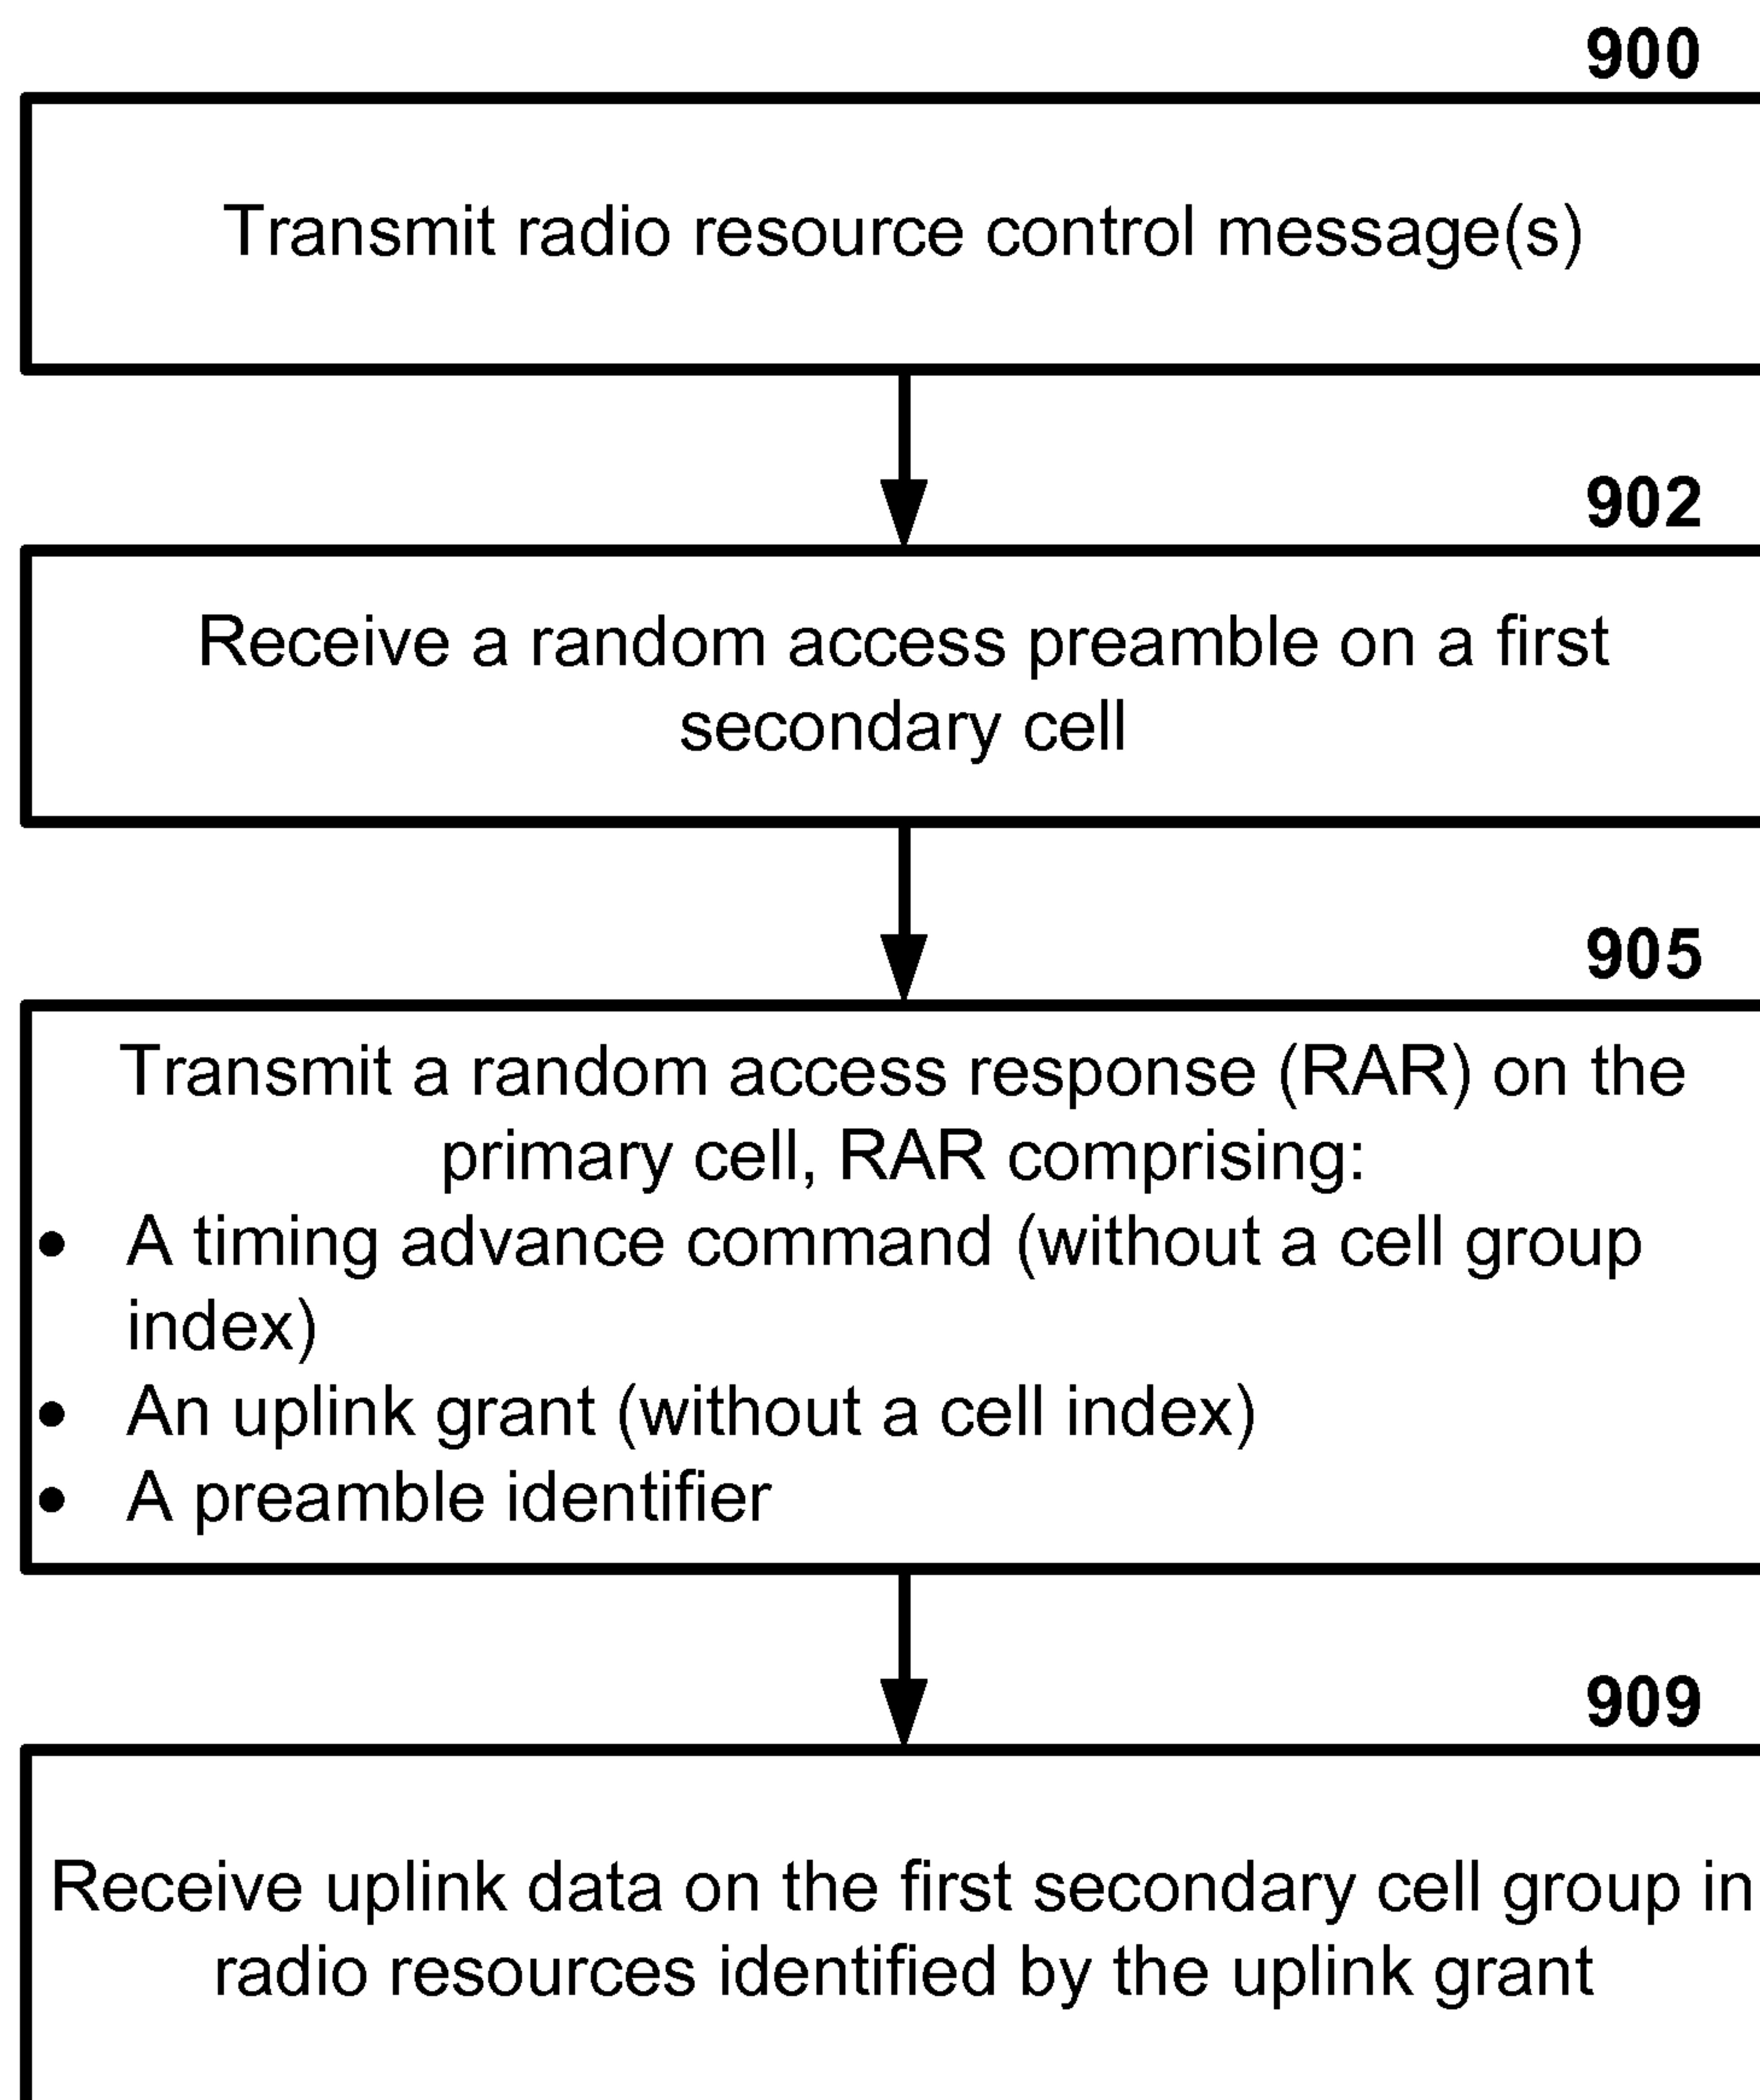 900
Transmit radio resource control message(s)
902
Receive a random access preamble on a first
secondary cell
905
Transmit a random access response (RAR) on the
primary cell, RAR comprising:
• A timing advance command (without a cell group
index)
• An uplink grant (without a cell index)
• A preamble identifier
909
Receive uplink data on the first secondary cell group in
radio resources identified by the uplink grant